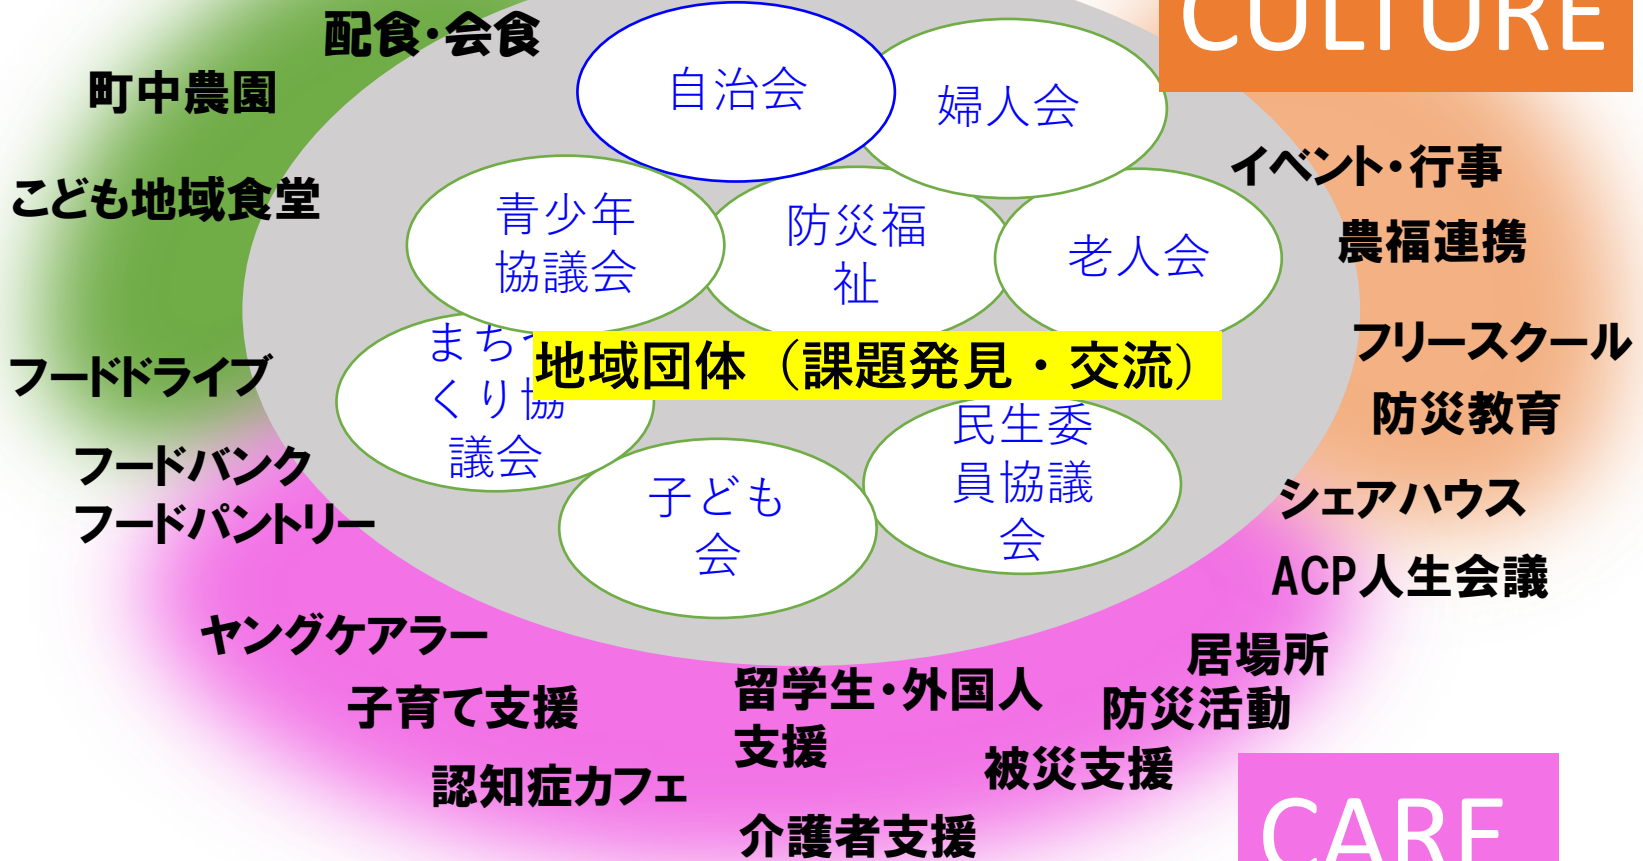 CULTURE
配食・会食
自治会
婦人会
町中農園
イベント・行事
こども地域食堂
青少年
協議会
防災福
祉
老人会
農福連携
フードドライブ
まちづ
くり協
議会
地域団体（課題発見・交流）
フリースクール
防災教育
民生委
員協議
会
フードバンク
フードパントリー
子ども
会
シェアハウス
ACP人生会議
ヤングケアラー
居場所
子育て支援
留学生・外国人
支援
防災活動
被災支援
認知症カフェ
介護者支援
CARE